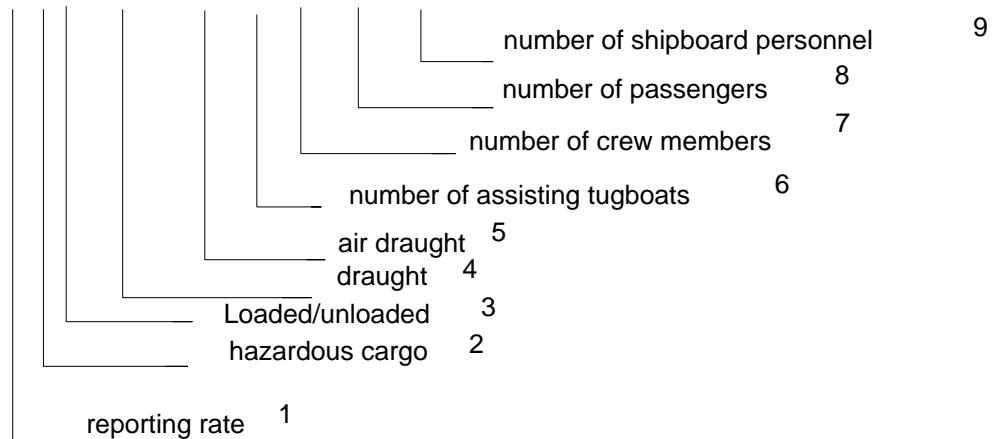 number of shipboard personnel 9
number of passengers 8
number of crew members 7
number of assisting tugboats 6
air draught 5
draught 4
Loaded/unloaded 3
hazardous cargo 2
reporting rate 1